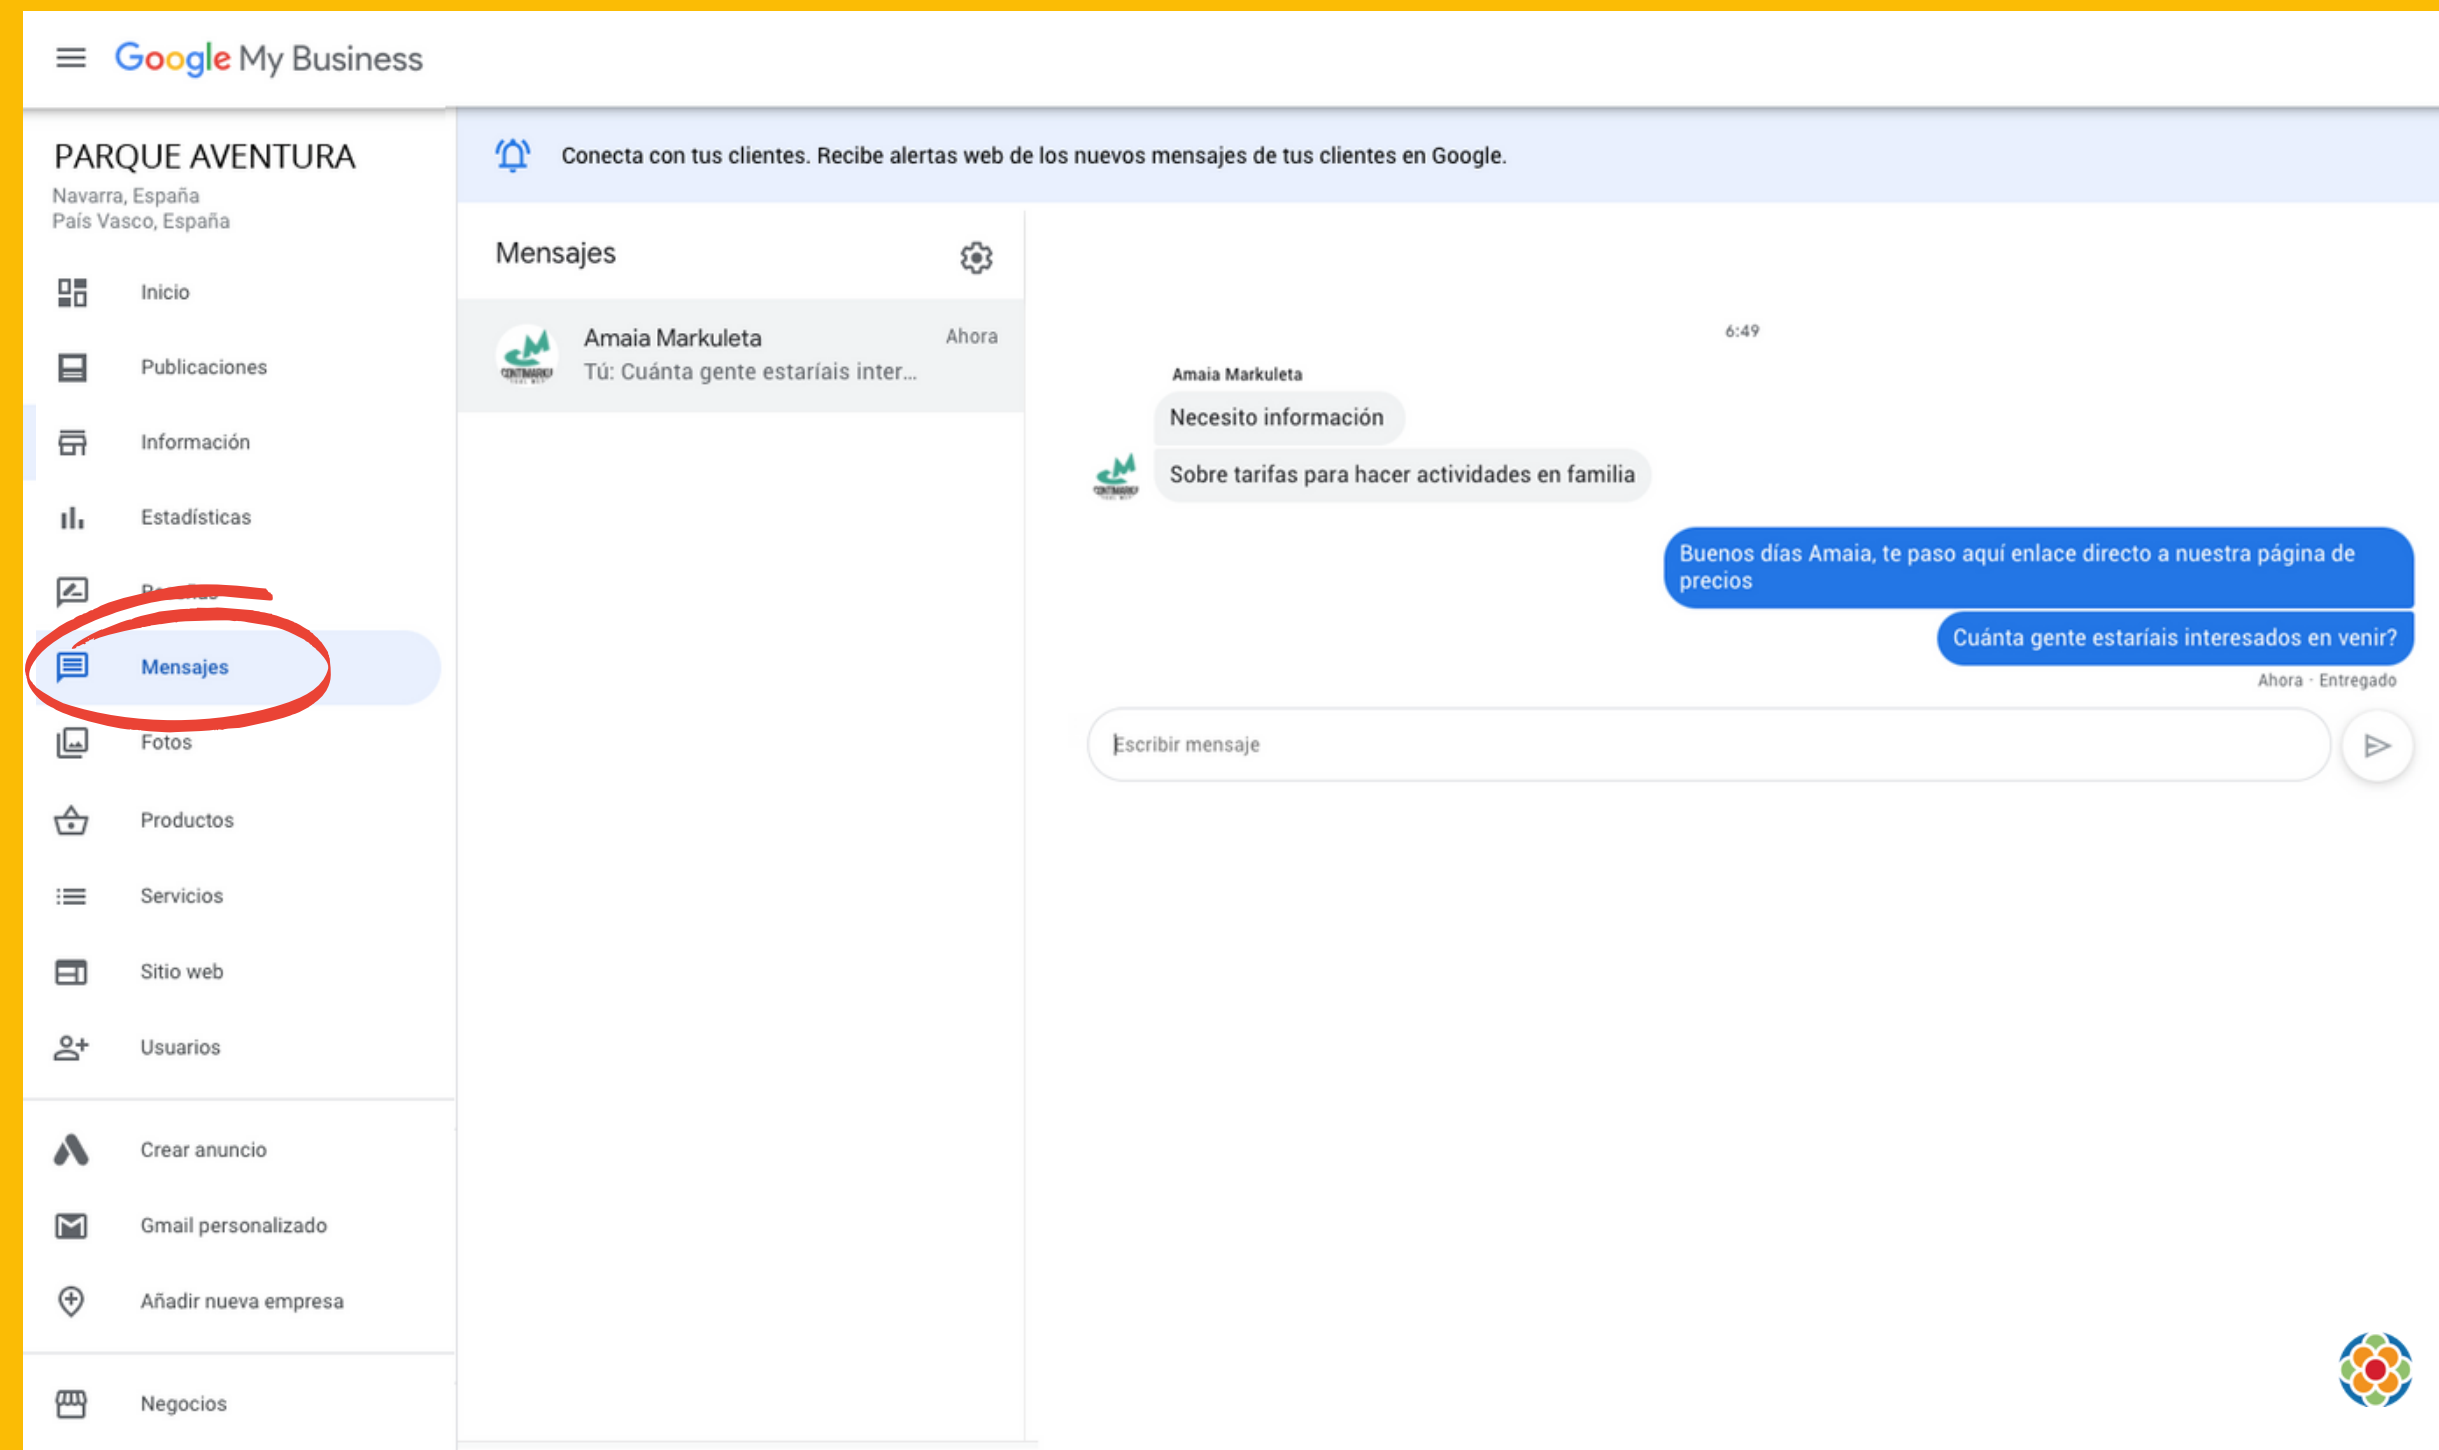 Google My Business
PARQUE AVENTURA
Navarra, España
País Vasco, España
Inicio
Publicaciones
Información
Estadísticas
Mensajes
Fotos
Productos
Servicios
Sitio web
Usuarios
Crear anuncio
Gmail personalizado
Añadir nueva empresa
Negocios
Conecta con tus clientes. Recibe alertas web de los nuevos mensajes de tus clientes en Google.
Mensajes
Amaia Markuleta
Ahora
Tú: Cuánta gente estaríais inter...
6:49
Amaia Markuleta
Necesito información
Sobre tarifas para hacer actividades en familia
Buenos días Amaia, te paso aquí enlace directo a nuestra página de
precios
Cuánta gente estaríais interesados en venir?
Ahora · Entregado
Escribir mensaje